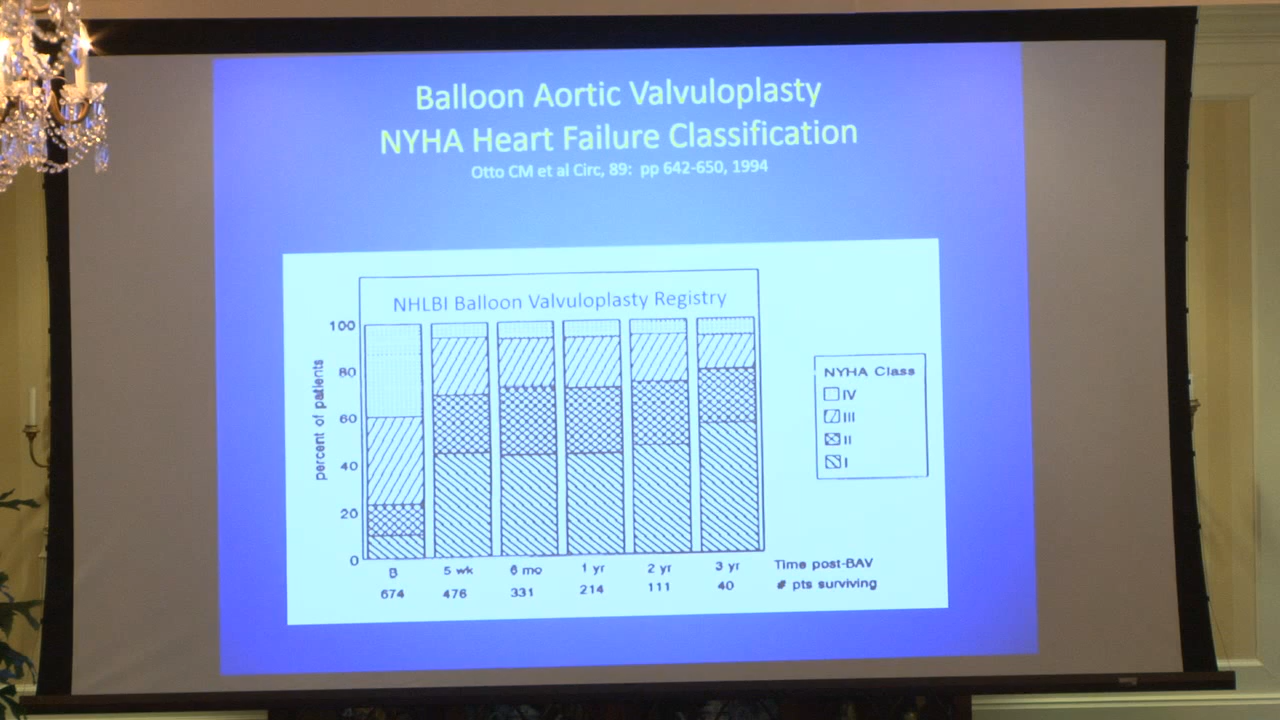 Balloon Aortic Valvuloplasty
NYHA Heart Failure Classification
Otto CM et al Circ, 89: pp 642-650, 1994
NHLBI Balloon Valvuloplasty Registry
percent of patients
100
80
60
40
20
0
B 5 wk 6 mo 1 yr 2 yr 3 yr Time post-BAV
674 476 331 214 111 40 # pts surviving
NYHA Class
IV
III
II
I